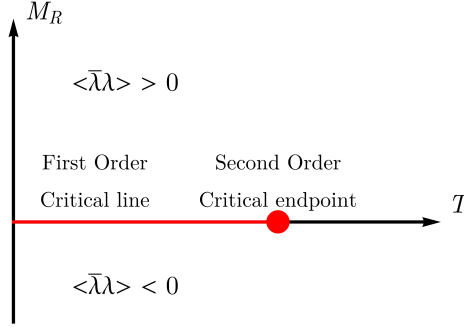 M_R
<λ̅λ> > 0
First Order
Critical line
Second Order
Critical endpoint
T
<λ̅λ> < 0